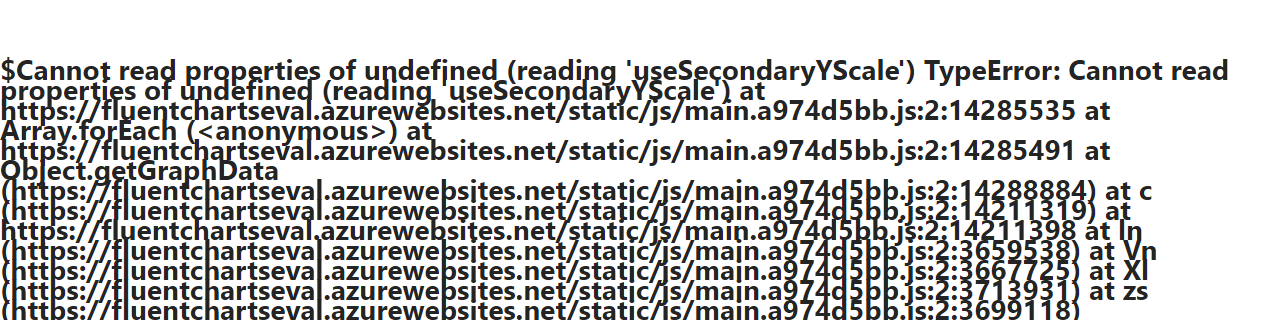 $Cannot read properties of undefined (reading 'useSecondaryYScale') TypeError: Cannot read
properties of undefined (reading 'useSecondaryYScale') at
https://fluentchartseval.azurewebsites.net/static/js/main.a974d5bb.js:2:14285535 at
Array.forEach (<anonymous>) at
https://fluentchartseval.azurewebsites.net/static/js/main.a974d5bb.js:2:14285491 at
Object.getGraphData
(https://fluentchartseval.azurewebsites.net/static/js/main.a974d5bb.js:2:14288884) at c
(https://fluentchartseval.azurewebsites.net/static/js/main.a974d5bb.js:2:14211319) at
https://fluentchartseval.azurewebsites.net/static/js/main.a974d5bb.js:2:14211398 at In
(https://fluentchartseval.azurewebsites.net/static/js/main.a974d5bb.js:2:3659538) at Vn
(https://fluentchartseval.azurewebsites.net/static/js/main.a974d5bb.js:2:3667725) at Xl
(https://fluentchartseval.azurewebsites.net/static/js/main.a974d5bb.js:2:3713931) at zs
(https://fluentchartseval.azurewebsites.net/static/js/main.a974d5bb.js:2:3699118)